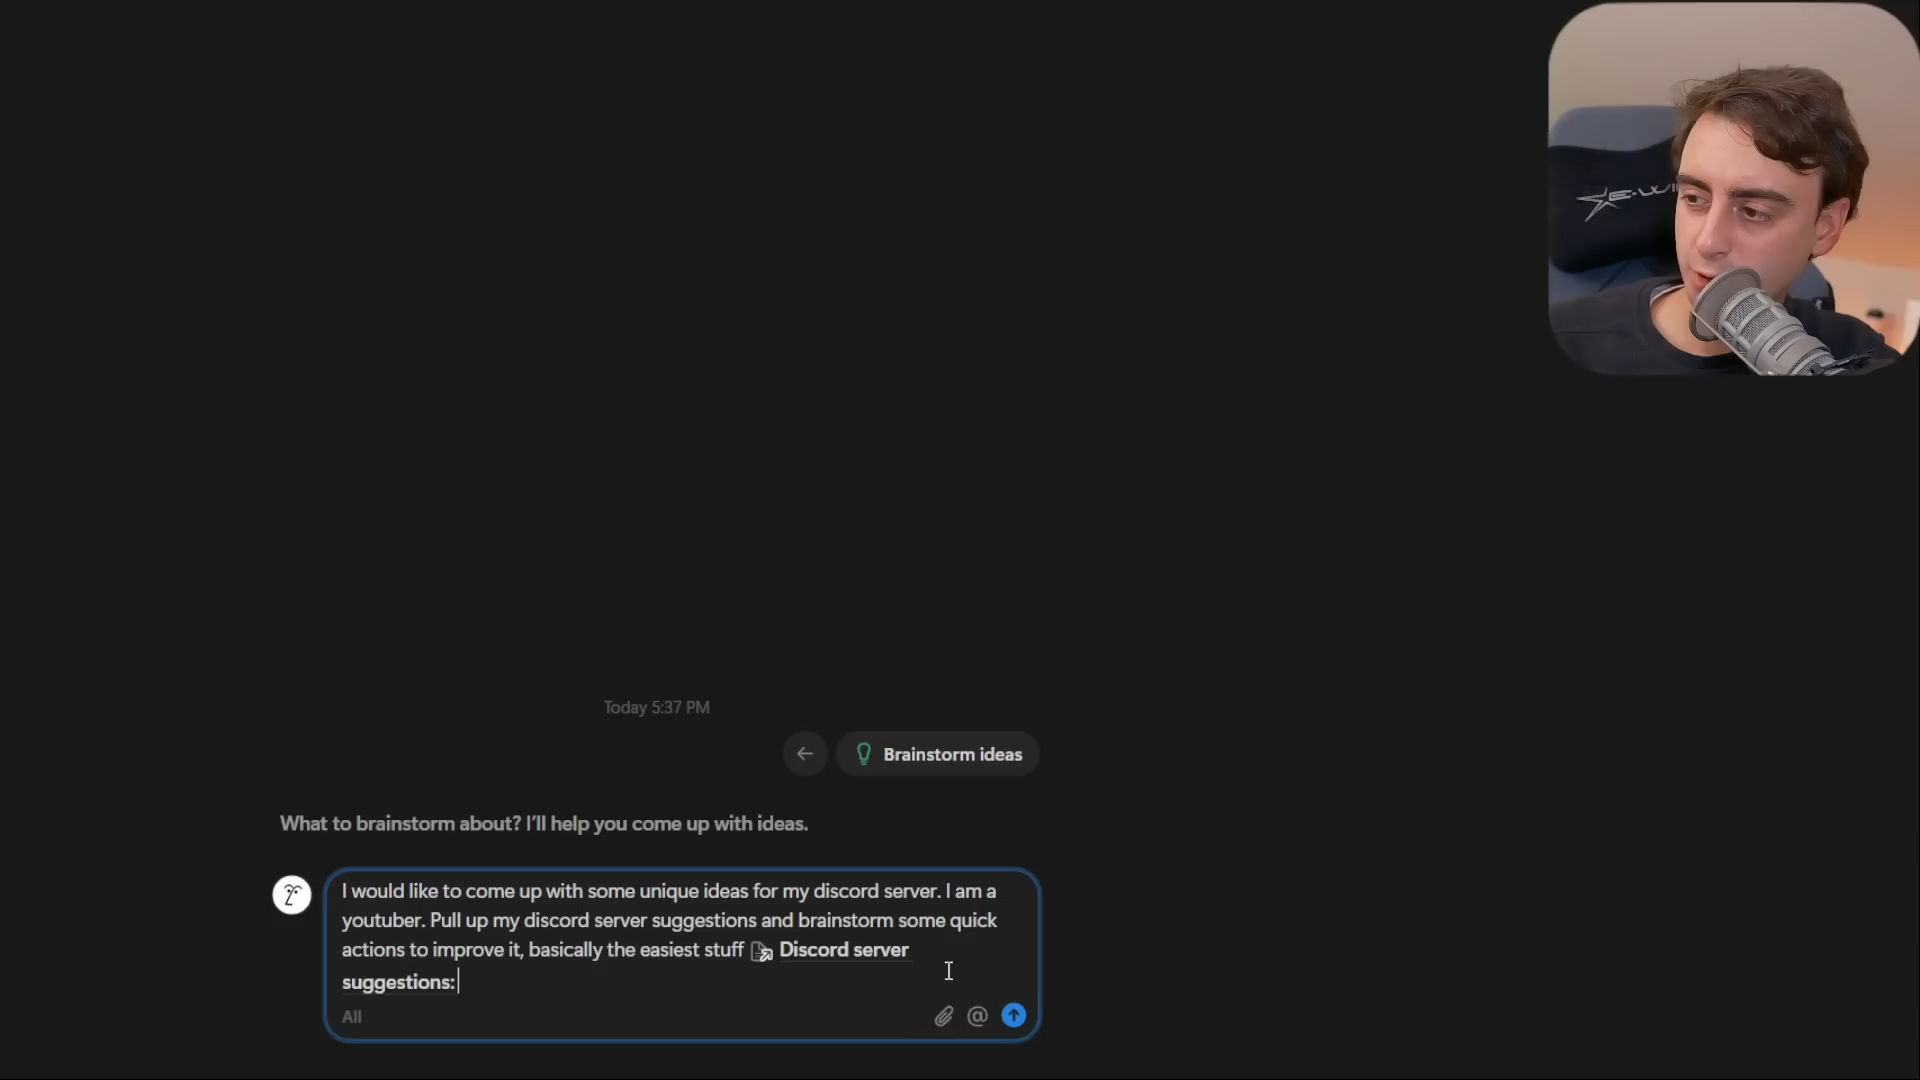 E-WI
Today 5:37 PM
Brainstorm ideas
What to brainstorm about? I'll help you come up with ideas.
I would like to come up with some unique ideas for my discord server. I am a
youtuber. Pull up my discord server suggestions and brainstorm some quick
actions to improve it, basically the easiest stuff Discord server
suggestions:
All